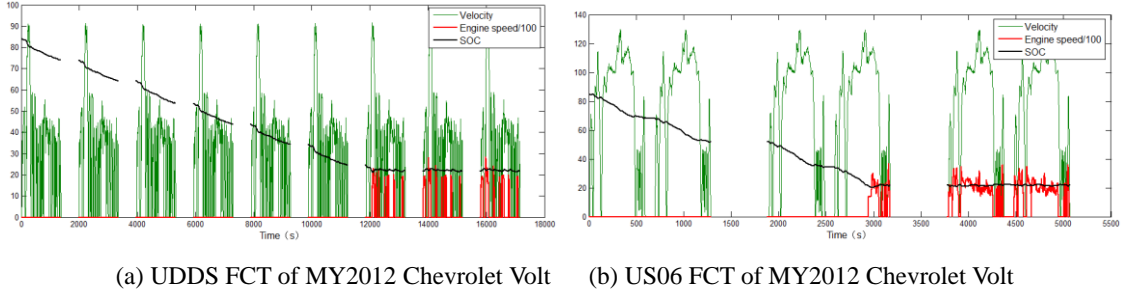 100
90
80
70
60
50
40
30
20
10
0
0 2000 4000 6000 8000 10000 12000 14000 16000 18000
Time (s)
Velocity
Engine speed/100
SOC
140
120
100
80
60
40
20
0
0 500 1000 1500 2000 2500 3000 3500 4000 4500 5000 5500
Time (s)
Velocity
Engine speed/100
SOC
(a) UDDS FCT of MY2012 Chevrolet Volt (b) US06 FCT of MY2012 Chevrolet Volt